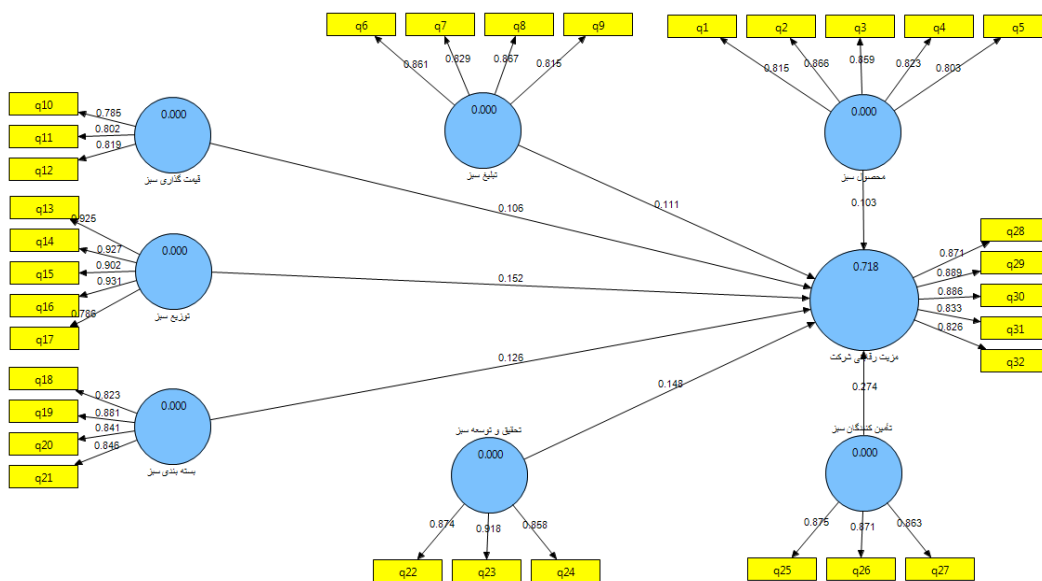 q6
q7
q8
q9
0.861
0.829
0.867
0.815
0.000
تبلیغ سبز
q1
q2
q3
q4
q5
0.815
0.866
0.859
0.823
0.803
0.000
محصول سبز
q10
q11
q12
0.785
0.802
0.819
0.000
قیمت گذاری سبز
q13
q14
q15
q16
q17
0.925
0.927
0.902
0.931
0.786
0.000
توزیع سبز
q18
q19
q20
q21
0.823
0.881
0.841
0.846
0.000
بسته بندی سبز
0.106
0.111
0.103
0.152
0.126
0.148
0.274
0.718
مزیت رقابتی شرکت
q28
q29
q30
q31
q32
0.871
0.889
0.886
0.833
0.826
تحقیق و توسعه سبز
0.000
0.874
0.918
0.858
q22
q23
q24
تأمین کنندگان سبز
0.000
0.875
0.871
0.863
q25
q26
q27